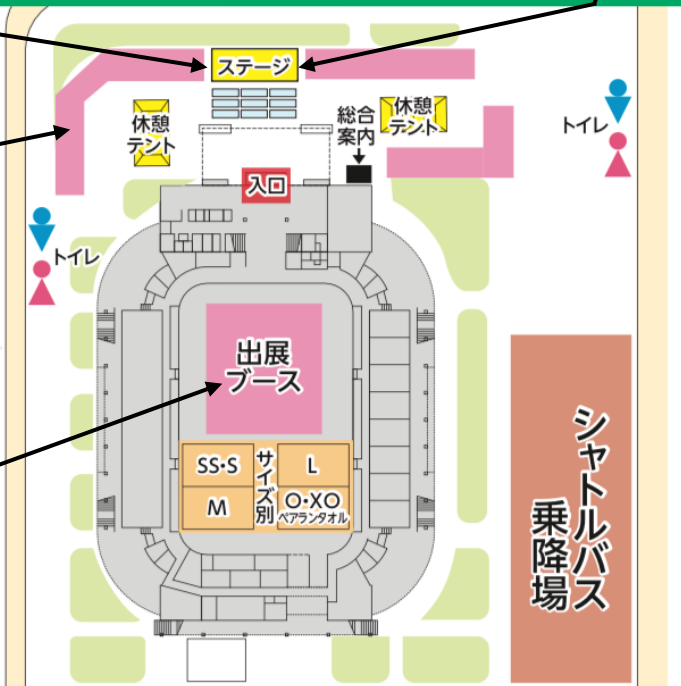 ステージ
休憩
テント
総合
案内
休憩
テント
トイレ
入口
トイレ
出展
ブース
SS・S
M
サイズ別
L
O・XO
ペアランタオル
シャトルバス
乗降場